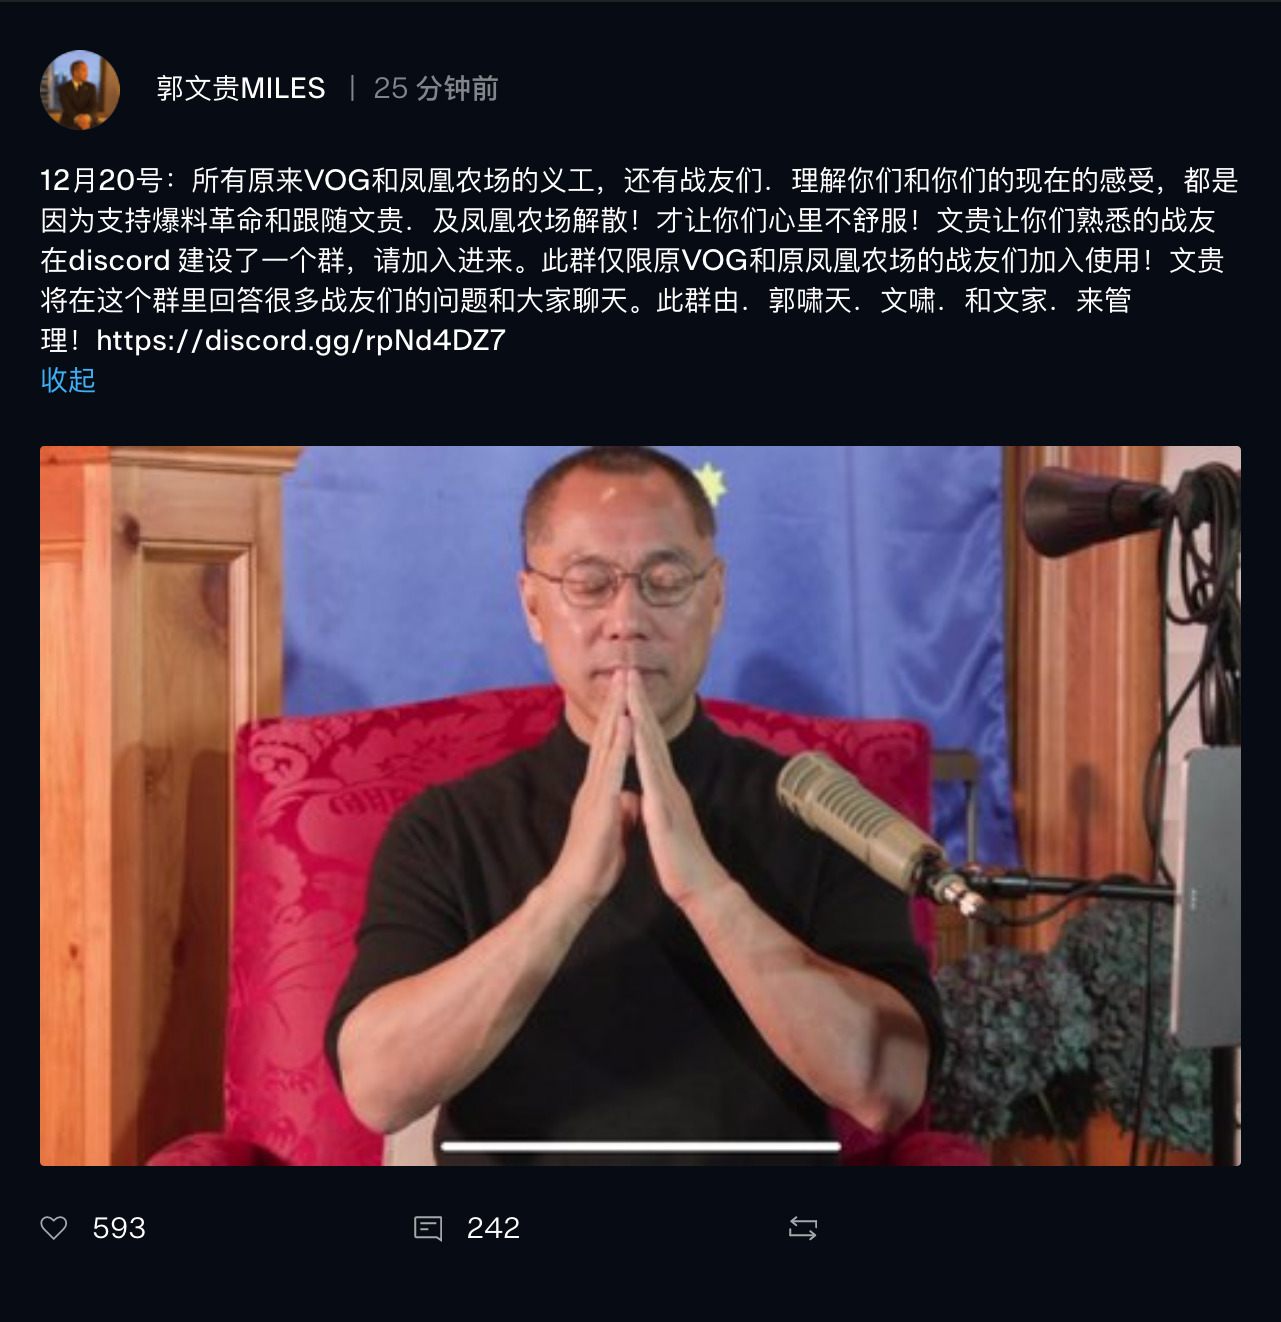 郭文贵MILES | 25 分钟前
12月20号：所有原来VOG和凤凰农场的义工，还有战友们．理解你们和你们的现在的感受，都是
因为支持爆料革命和跟随文贵．及凤凰农场解散！才让你们心里不舒服！文贵让你们熟悉的战友
在discord 建设了一个群，请加入进来。此群仅限原VOG和原凤凰农场的战友们加入使用！文贵
将在这个群里回答很多战友们的问题和大家聊天。此群由．郭啸天．文啸．和文家．来管
理！https://discord.gg/rpNd4DZ7
收起
593 242